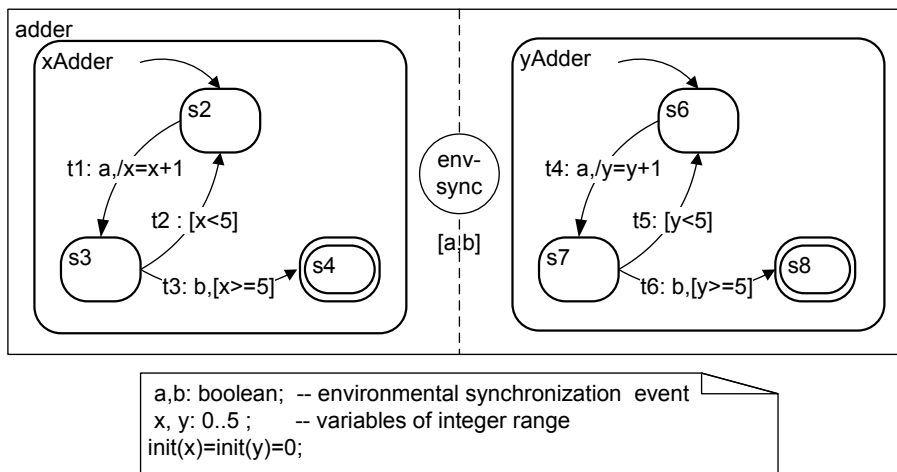 adder
xAdder
yAdder
s2
s6
t1: a,/x=x+1
t4: a,/y=y+1
env-
sync
t2 : [x<5]
t5: [y<5]
[a,b]
s3
s4
s7
s8
t3: b,[x>=5]
t6: b,[y>=5]
a,b: boolean; -- environmental synchronization event
x, y: 0..5 ; -- variables of integer range
init(x)=init(y)=0;